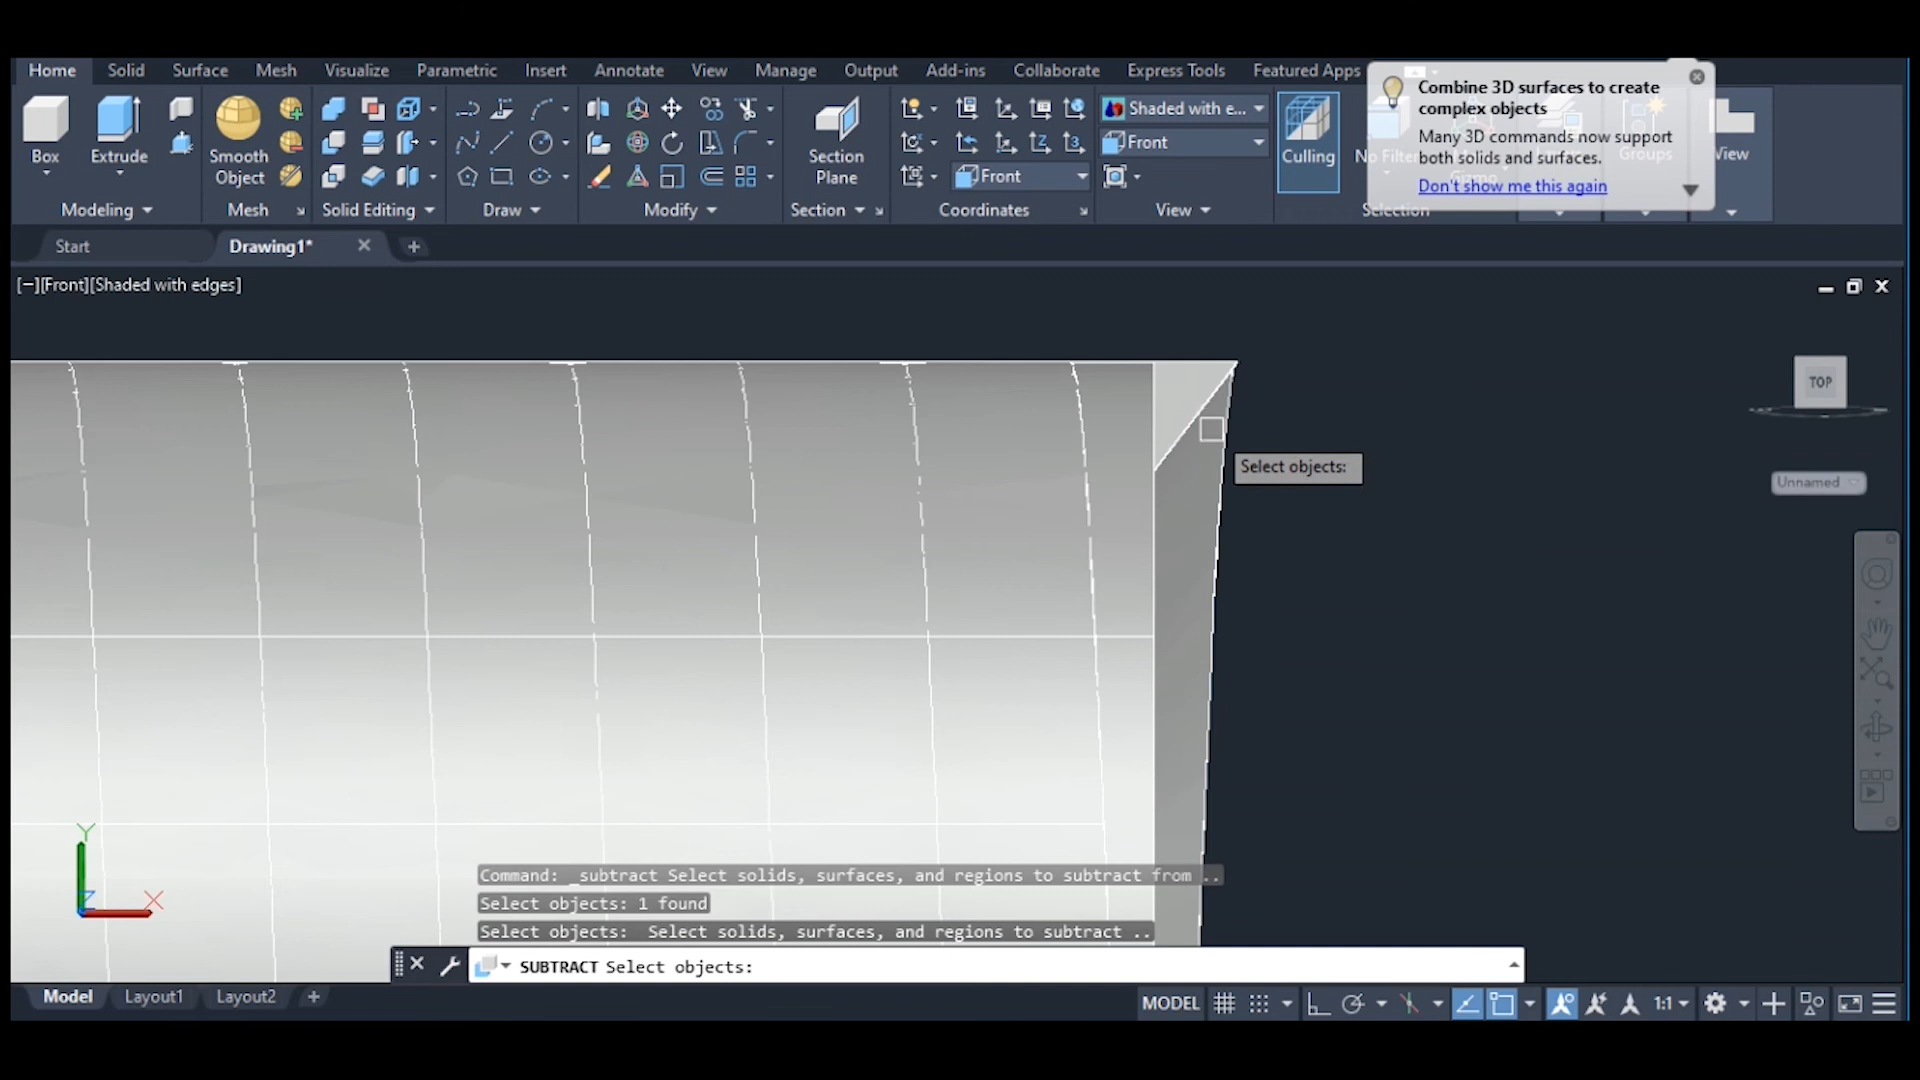 Home Solid Surface Mesh Visualize Parametric Insert Annotate View Manage Output Add-ins Collaborate Express Tools Featured Apps
Combine 3D surfaces to create
complex objects
Many 3D commands now support
both solids and surfaces.
Don't show me this again
Shaded with e...
Front
Front
Box Extrude Smooth
Object Section
Plane Culling No Filter Gizmo Groups View
Modeling Mesh Solid Editing Draw Modify Section Coordinates View Selection
Start Drawing1*
[−][Front][Shaded with edges]
TOP
Select objects:
Unnamed
Y
Z X
Command: _subtract Select solids, surfaces, and regions to subtract from ..
Select objects: 1 found
Select objects:  Select solids, surfaces, and regions to subtract ..
SUBTRACT Select objects:
Model Layout1 Layout2
MODEL 1:1